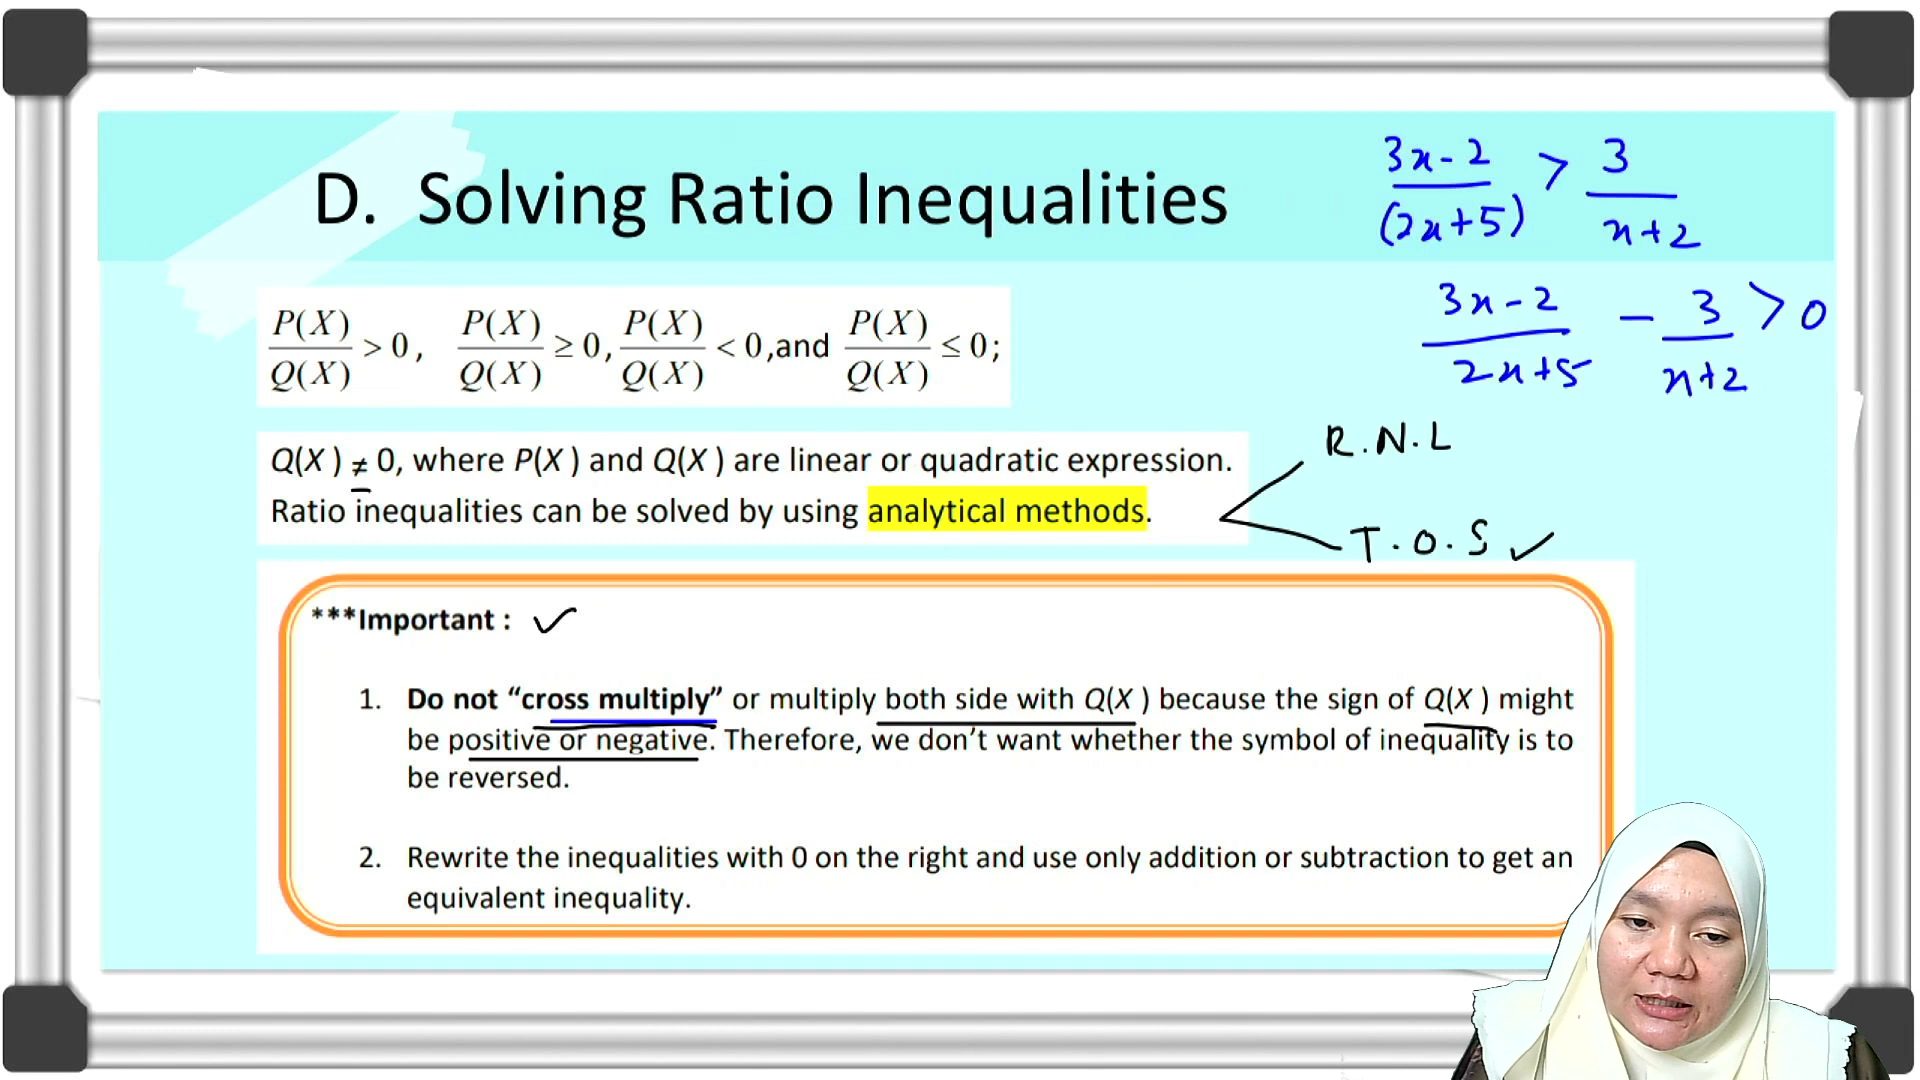 D. Solving Ratio Inequalities
3x-2 / (2x+5) > 3 / x+2
3x-2 / 2x+5 - 3 / x+2 > 0
P(X)/Q(X) > 0, P(X)/Q(X) ≥ 0, P(X)/Q(X) < 0, and P(X)/Q(X) ≤ 0;
Q(X) ≠ 0, where P(X) and Q(X) are linear or quadratic expression.
Ratio inequalities can be solved by using analytical methods.
R.N.L
T.O.S ✓
***Important : ✓
1. Do not “cross multiply” or multiply both side with Q(X) because the sign of Q(X) might
be positive or negative. Therefore, we don’t want whether the symbol of inequality is to
be reversed.
2. Rewrite the inequalities with 0 on the right and use only addition or subtraction to get an
equivalent inequality.